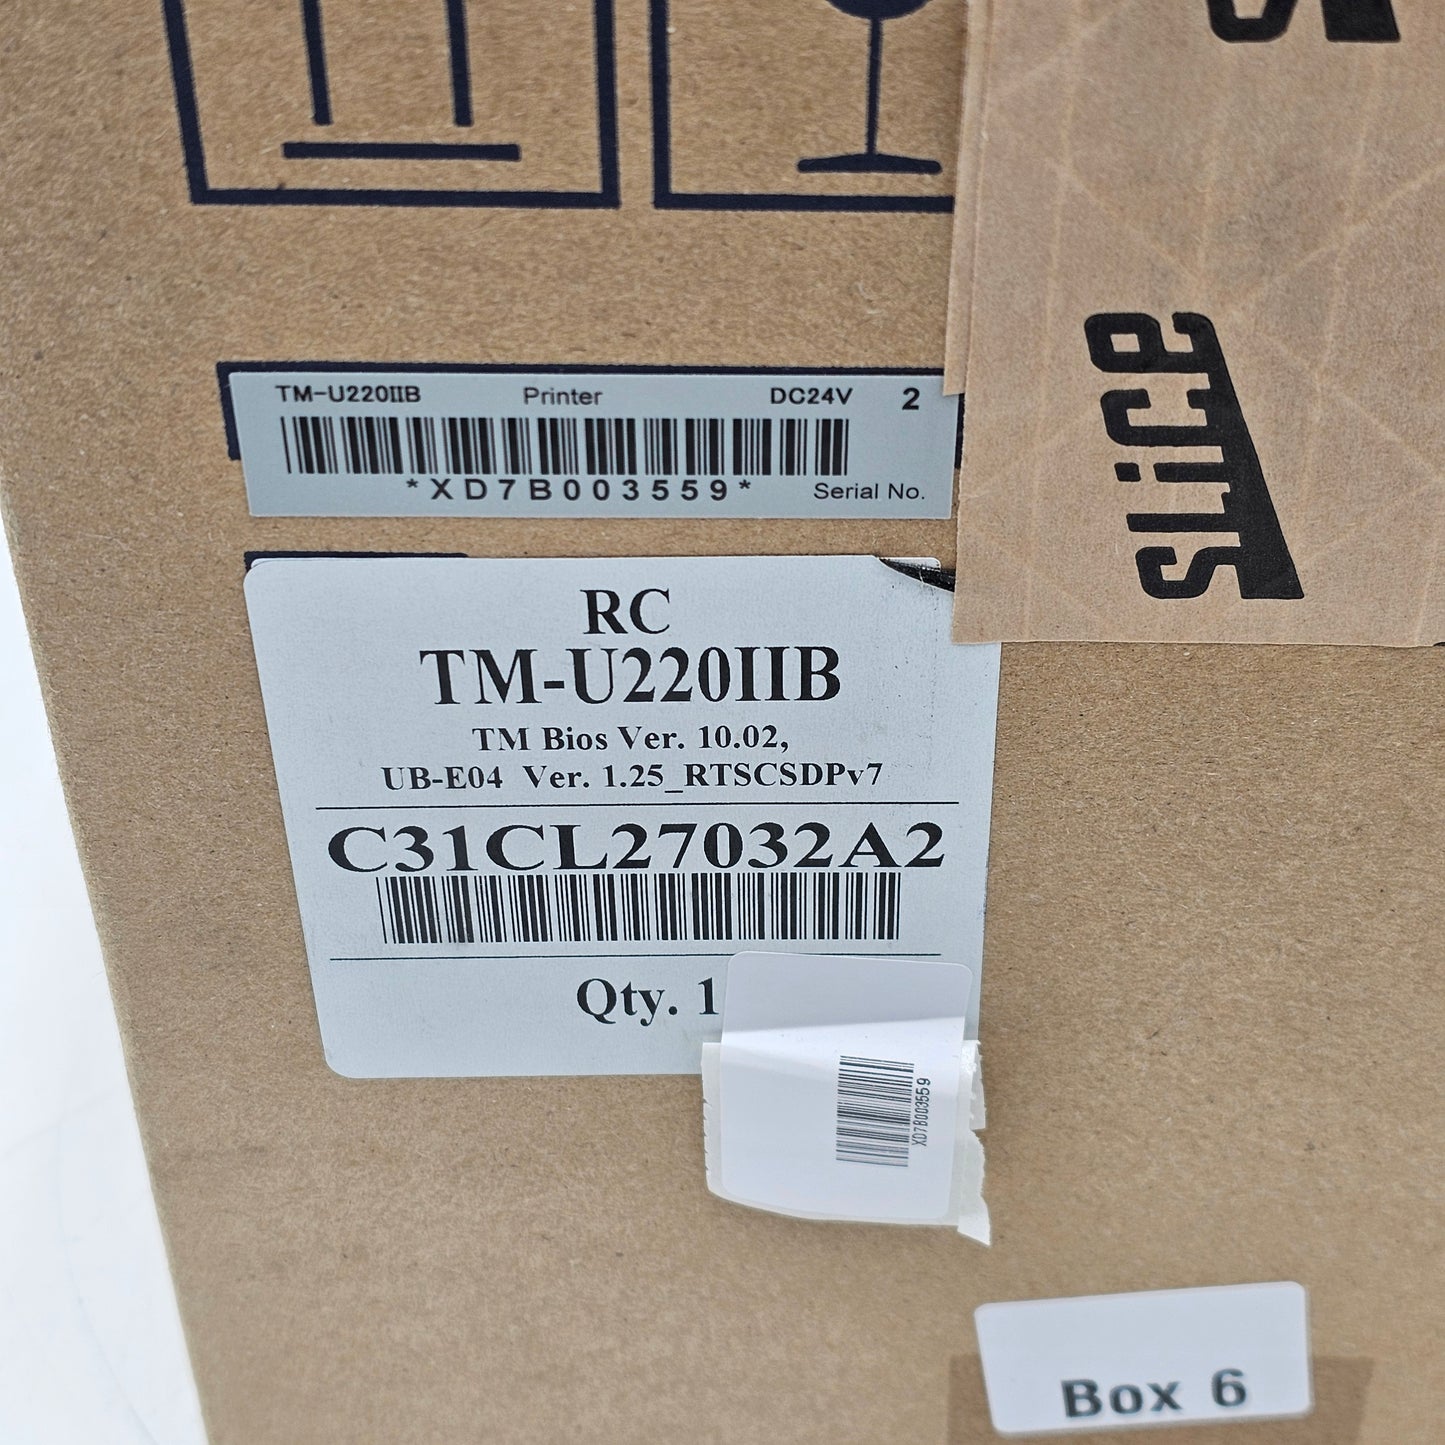 TM-U220IIB Printer DC24V 2
*XD7B003559*
Serial No.
SLiCe
RC
TM-U220IIB
TM Bios Ver. 10.02,
UB-E04 Ver. 1.25_RTSCSDPv7
C31CL27032A2
Qty. 1
XD7B003559
Box 6